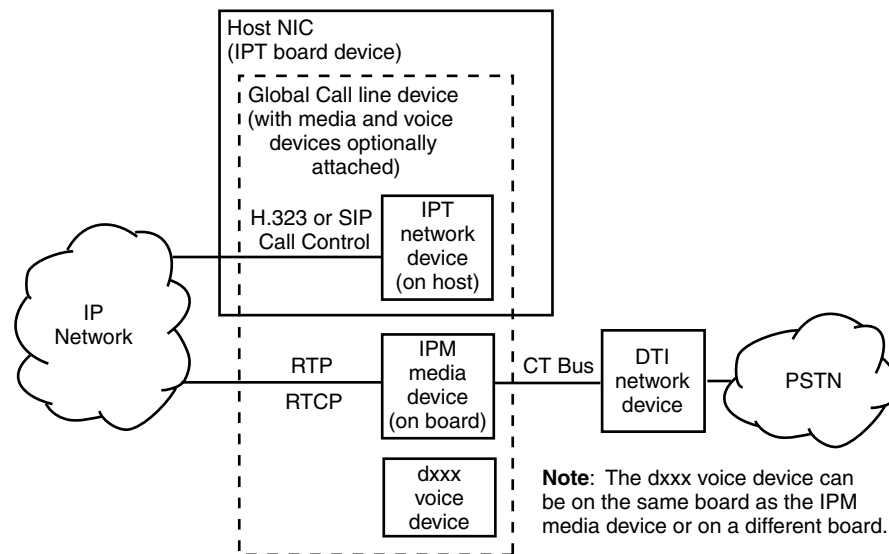 Host NIC
(IPT board device)
Global Call line device
(with media and voice
devices optionally
attached)
H.323 or SIP
Call Control
IPT
network
device
(on host)
IP
Network
RTP
RTCP
IPM
media
device
(on board)
CT Bus
DTI
network
device
PSTN
dxxx
voice
device
Note: The dxxx voice device can
be on the same board as the IPM
media device or on a different board.